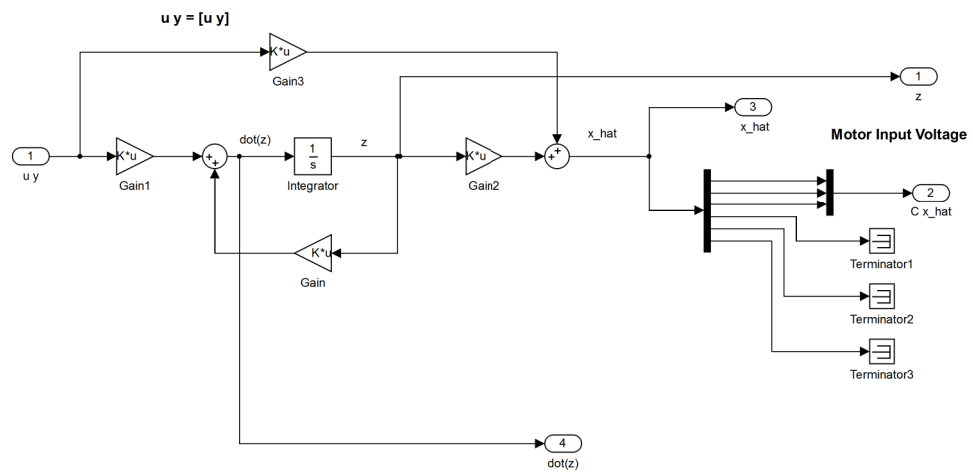 u y = [u y]
K*u
Gain3
1
z
3
x_hat
Motor Input Voltage
1
u y
K*u
Gain1
++
dot(z)
1
s
Integrator
z
K*u
Gain2
++
x_hat
2
C x_hat
K*u
Gain
Terminator1
Terminator2
Terminator3
4
dot(z)